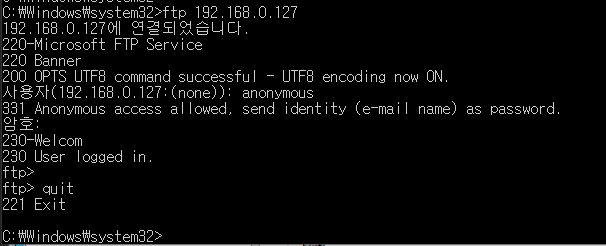 C:₩Windows₩system32>ftp 192.168.0.127
192.168.0.127에 연결되었습니다.
220-Microsoft FTP Service
220 Banner
200 OPTS UTF8 command successful - UTF8 encoding now ON.
사용자(192.168.0.127:(none)): anonymous
331 Anonymous access allowed, send identity (e-mail name) as password.
암호:
230-Welcom
230 User logged in.
ftp>
ftp> quit
221 Exit
C:₩Windows₩system32>